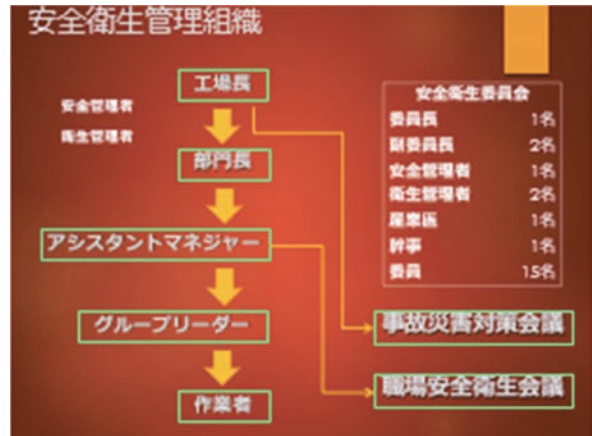 安全衛生管理組織
工場長
安全管理者
衛生管理者
部門長
アシスタントマネジャー
グループリーダー
作業者
安全衛生委員会
委員長 1名
副委員長 2名
安全管理者 1名
衛生管理者 2名
産業医 1名
幹事 1名
委員 15名
事故災害対策会議
職場安全衛生会議